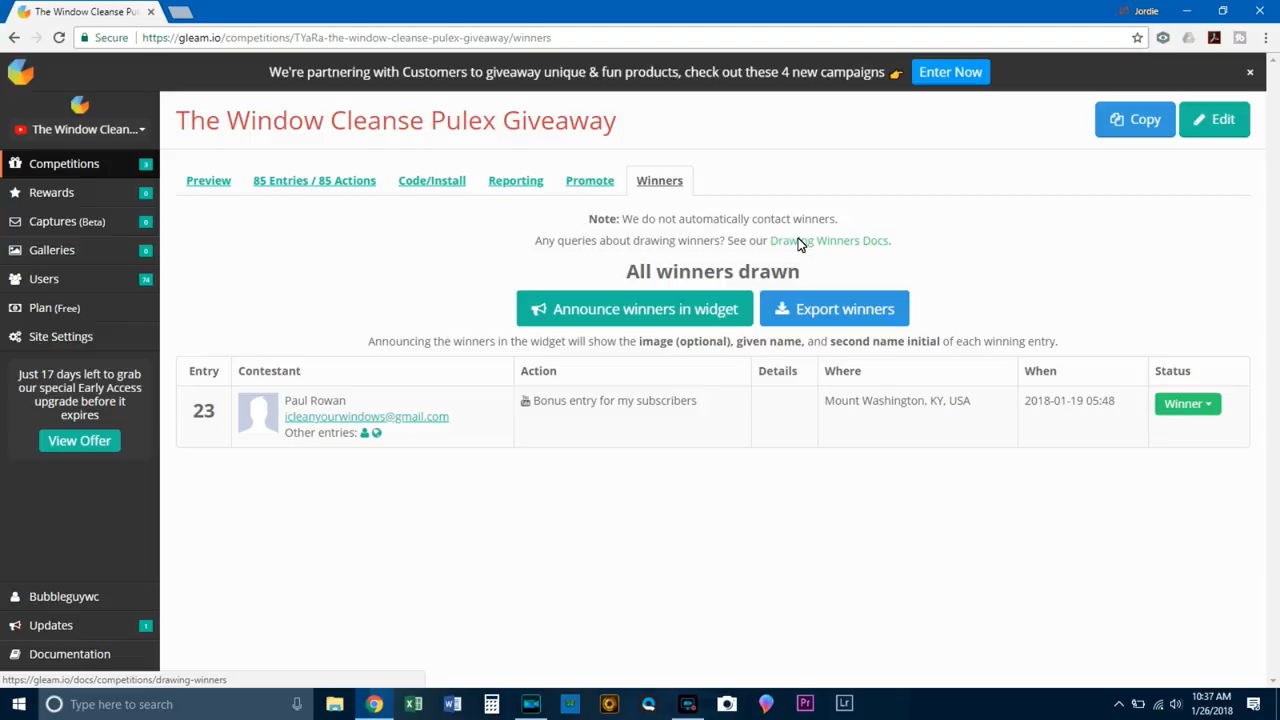 The Window Cleanse Pul
Jordie
Secure
https://gleam.io/competitions/TYaRa-the-window-cleanse-pulex-giveaway/winners
We're partnering with Customers to giveaway unique & fun products, check out these 4 new campaigns 👉 Enter Now
The Window Clean...
Competitions 3
Rewards 0
Captures (Beta) 0
Galleries 0
Users 74
Plan (Free)
Site Settings
Just 17 days left to grab
our special Early Access
upgrade before it
expires
View Offer
Bubbleguywc
Updates 1
Documentation
The Window Cleanse Pulex Giveaway
Copy
Edit
Preview 85 Entries / 85 Actions Code/Install Reporting Promote Winners
Note: We do not automatically contact winners.
Any queries about drawing winners? See our Drawing Winners Docs.
All winners drawn
Announce winners in widget
Export winners
Announcing the winners in the widget will show the image (optional), given name, and second name initial of each winning entry.
Entry Contestant Action Details Where When Status
23
Paul Rowan
icleanyourwindows@gmail.com
Other entries:
Bonus entry for my subscribers
Mount Washington, KY, USA
2018-01-19 05:48
Winner
https://gleam.io/docs/competitions/drawing-winners
Type here to search
Pr
Lr
10:37 AM
1/26/2018